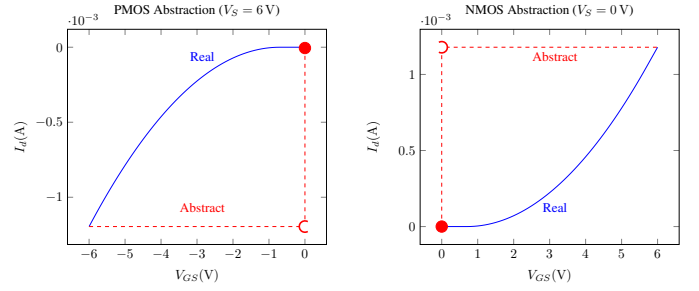 PMOS Abstraction (V_S = 6 V)
·10⁻³
0
−0.5
−1
I_d(A)
Real
Abstract
−6 −5 −4 −3 −2 −1 0
V_GS(V)
NMOS Abstraction (V_S = 0 V)
·10⁻³
1
0.5
0
I_d(A)
Abstract
Real
0 1 2 3 4 5 6
V_GS(V)